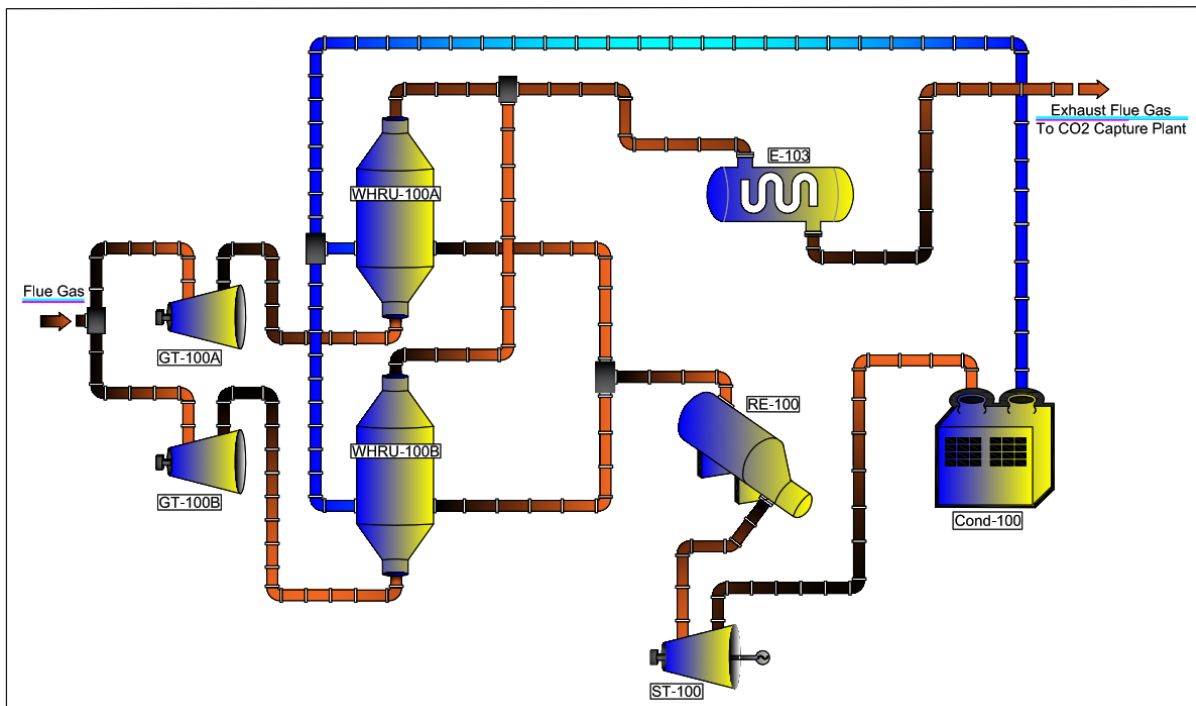 Exhaust Flue Gas
To CO2 Capture Plant
E-103
WHRU-100A
Flue Gas
GT-100A
RE-100
WHRU-100B
GT-100B
Cond-100
ST-100